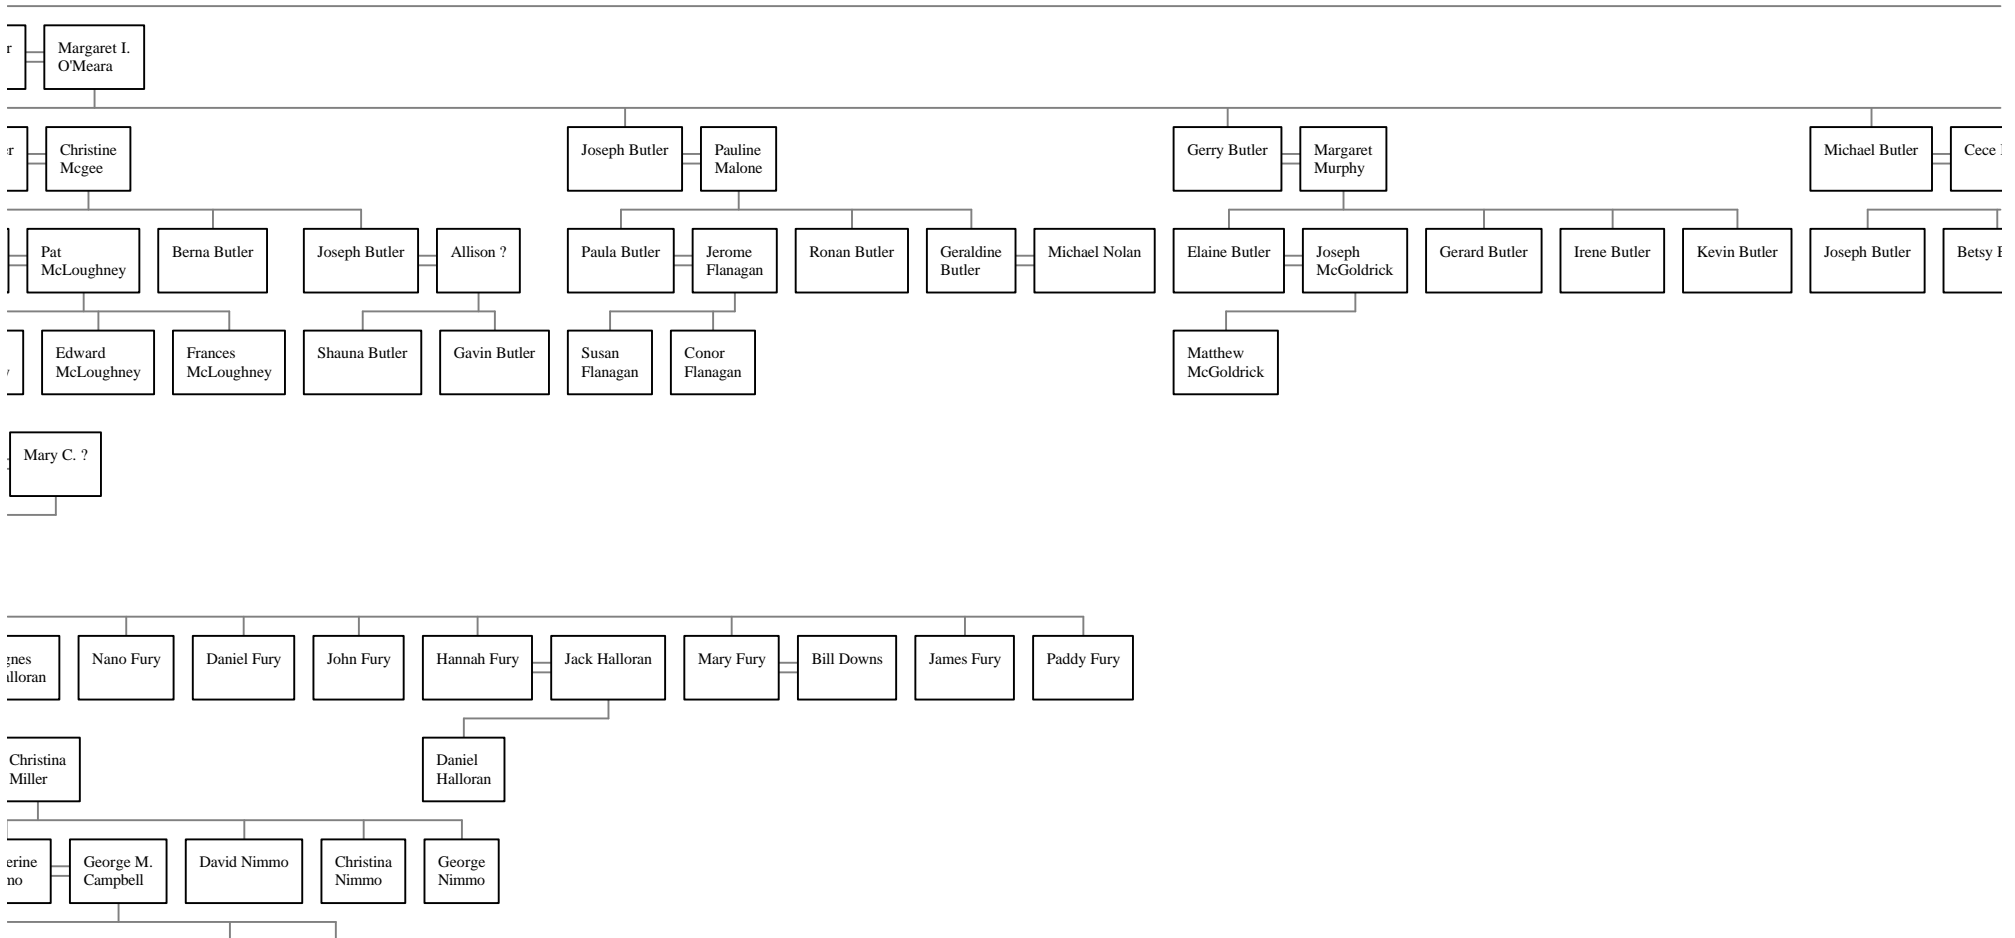 Margaret I.
O'Meara
Christine
Mcgee
Joseph Butler
Pauline
Malone
Gerry Butler
Margaret
Murphy
Michael Butler
Cece
Pat
McLoughney
Berna Butler
Joseph Butler
Allison ?
Paula Butler
Jerome
Flanagan
Ronan Butler
Geraldine
Butler
Michael Nolan
Elaine Butler
Joseph
McGoldrick
Gerard Butler
Irene Butler
Kevin Butler
Joseph Butler
Betsy
Edward
McLoughney
Frances
McLoughney
Shauna Butler
Gavin Butler
Susan
Flanagan
Conor
Flanagan
Matthew
McGoldrick
Mary C. ?
Nano Fury
Daniel Fury
John Fury
Hannah Fury
Jack Halloran
Mary Fury
Bill Downs
James Fury
Paddy Fury
Christina
Miller
Daniel
Halloran
George M.
Campbell
David Nimmo
Christina
Nimmo
George
Nimmo